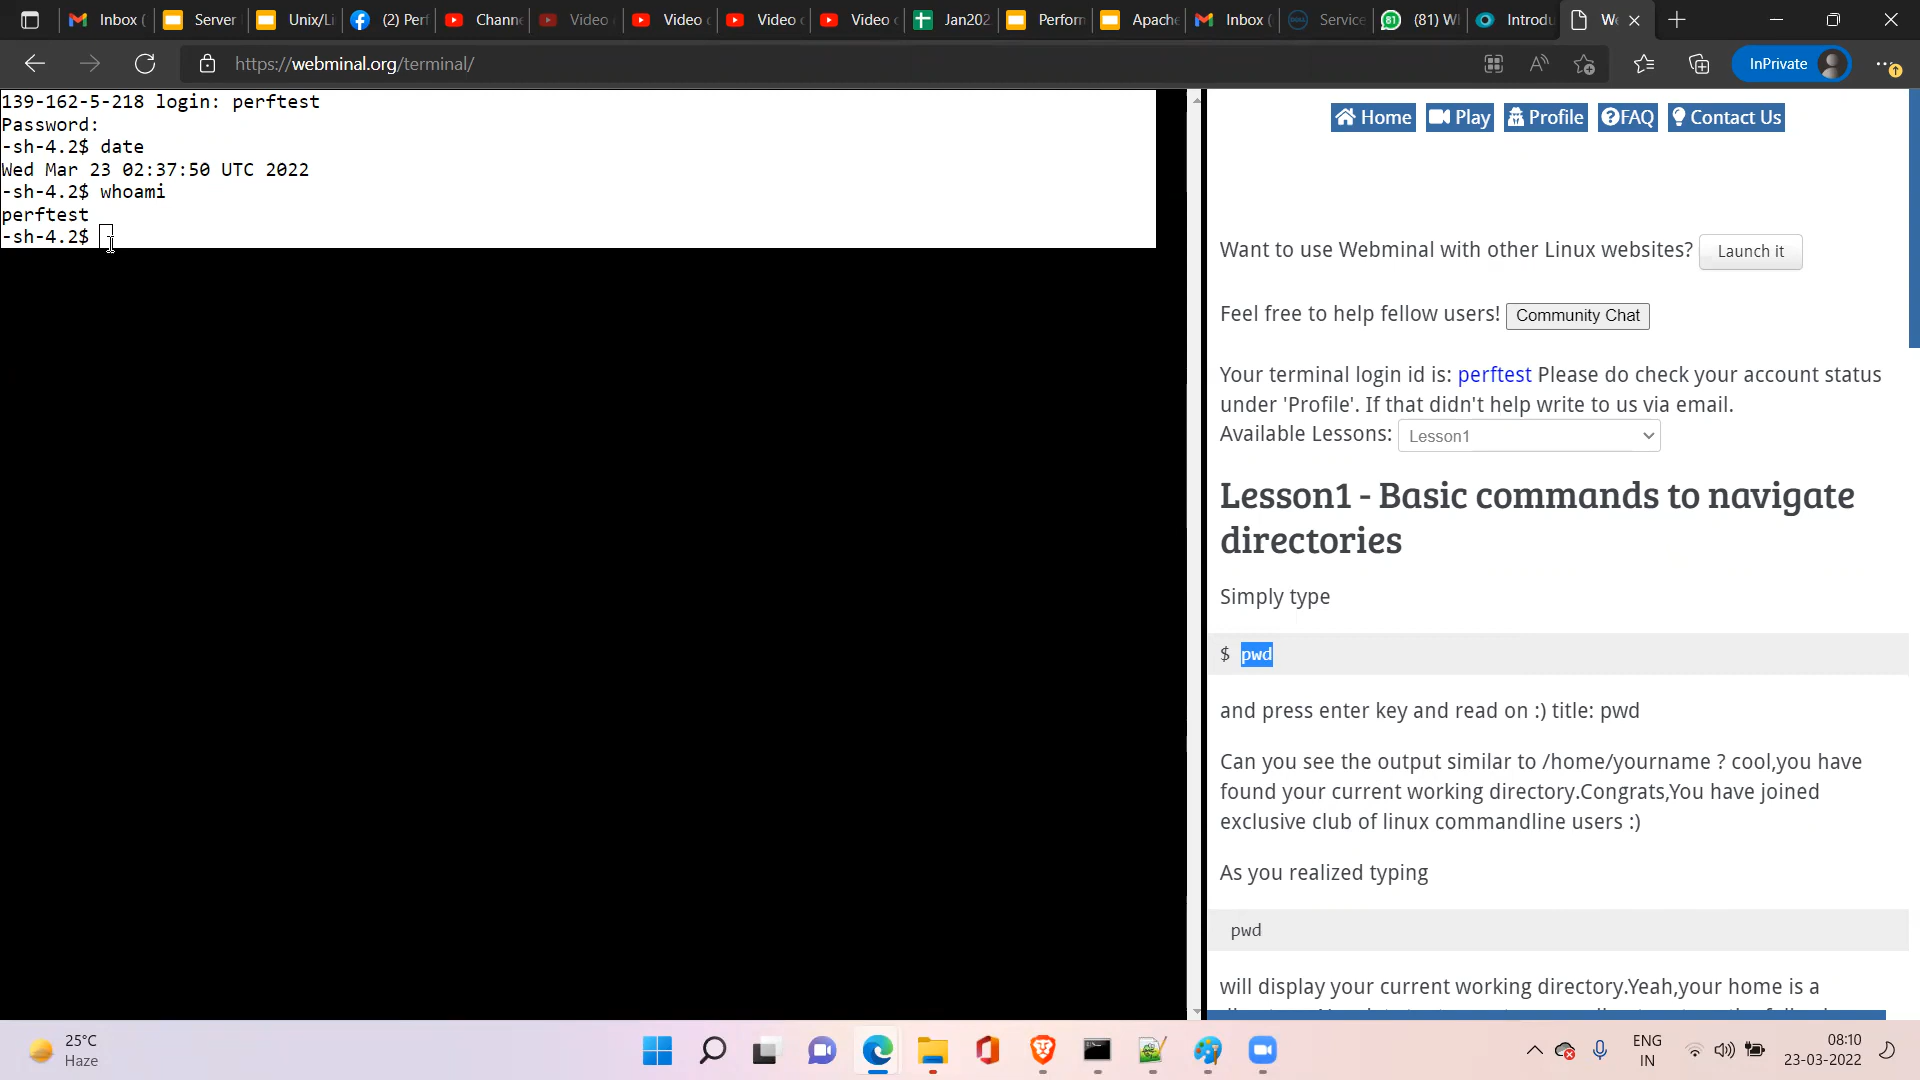 Inbox (
Server
Unix/Li
(2) Perf
Channe
Video
Video
Video
Video
Jan202
Perform
Apache
Inbox (
Service
(81) W
Introdu
We
https://webminal.org/terminal/
InPrivate
139-162-5-218 login: perftest
Password:
-sh-4.2$ date
Wed Mar 23 02:37:50 UTC 2022
-sh-4.2$ whoami
perftest
-sh-4.2$
Home
Play
Profile
FAQ
Contact Us
Want to use Webminal with other Linux websites? Launch it
Feel free to help fellow users! Community Chat
Your terminal login id is: perftest Please do check your account status
under 'Profile'. If that didn't help write to us via email.
Available Lessons: Lesson1
Lesson1 - Basic commands to navigate
directories
Simply type
$ pwd
and press enter key and read on :) title: pwd
Can you see the output similar to /home/yourname ? cool,you have
found your current working directory.Congrats,You have joined
exclusive club of linux commandline users :)
As you realized typing
pwd
will display your current working directory.Yeah,your home is a
25°C
Haze
ENG
IN
08:10
23-03-2022